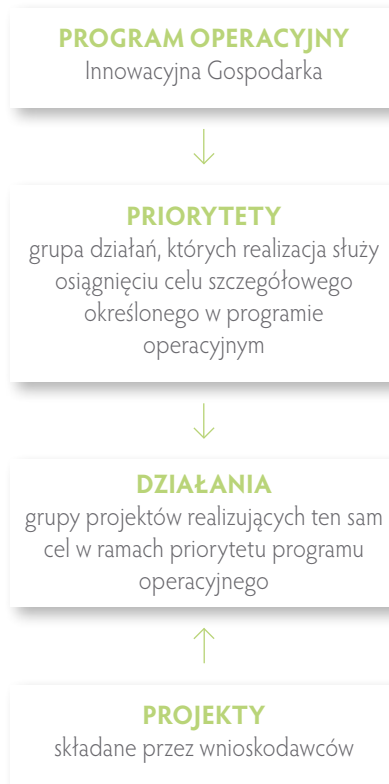 PROGRAM OPERACYJNY
Innowacyjna Gospodarka
PRIORYTETY
grupa działań, których realizacja służy
osiągnięciu celu szczegółowego
określonego w programie
operacyjnym
DZIAŁANIA
grupy projektów realizujących ten sam
cel w ramach priorytetu programu
operacyjnego
PROJEKTY
składane przez wnioskodawców